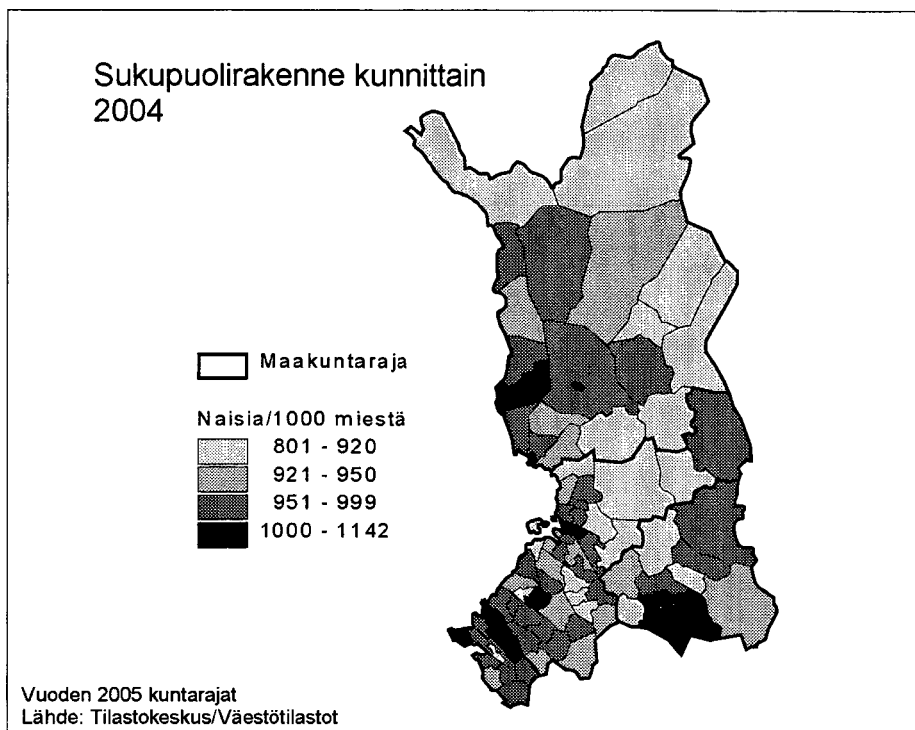 Sukupuolirakenne kunnittain
2004
Maakuntaraja
Naisia/1000 miestä
801 - 920
921 - 950
951 - 999
1000 - 1142
Vuoden 2005 kuntarajat
Lähde: Tilastokeskus/Väestötilastot